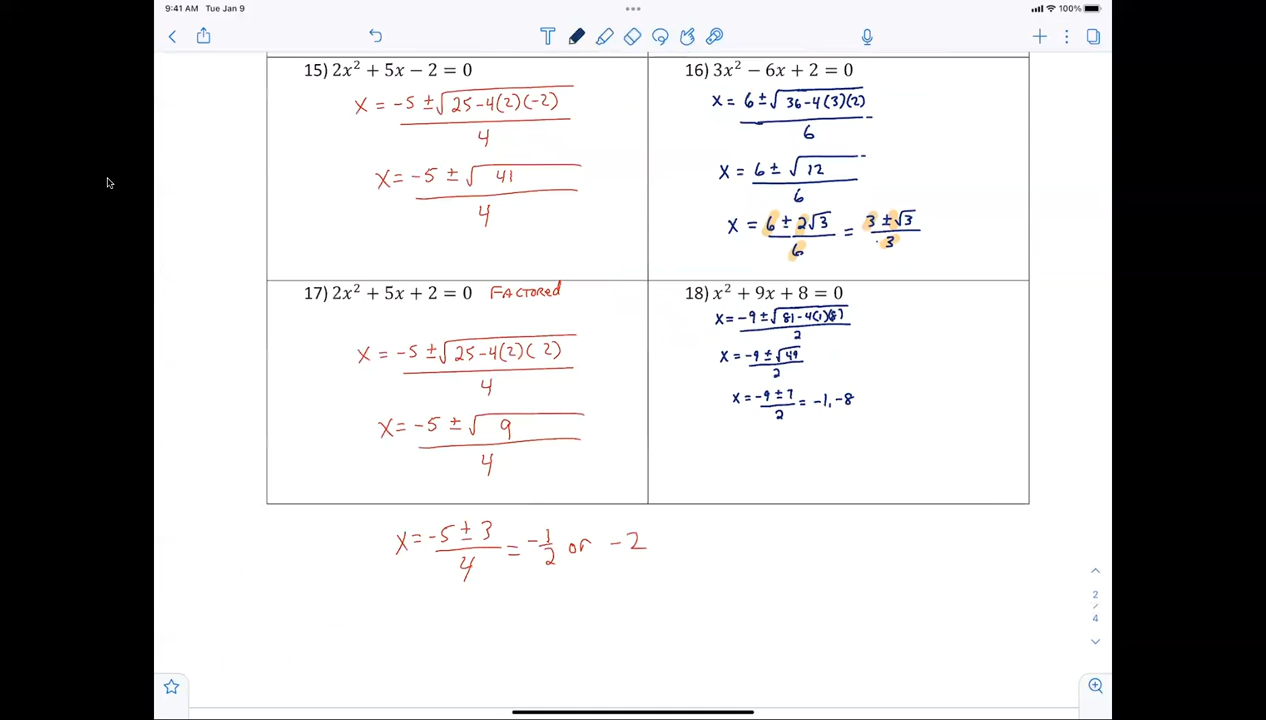 9:41 AM Tue Jan 9
100%
15) 2x² + 5x − 2 = 0
x = -5 ± √25-4(2)(-2)
4
x = -5 ± √ 41
4
16) 3x² − 6x + 2 = 0
x = 6 ± √36-4(3)(2)
6
x = 6 ± √12
6
x = 6 ± 2√3 = 3 ± √3
6 3
17) 2x² + 5x + 2 = 0 FACTORED
x = -5 ± √25-4(2)( 2)
4
x = -5 ± √ 9
4
x = -5 ± 3 = -1 or -2
4 2
18) x² + 9x + 8 = 0
x = -9 ± √81-4(1)(8)
2
x = -9 ± √49
2
x = -9 ± 7 = -1, -8
2
2
/
4